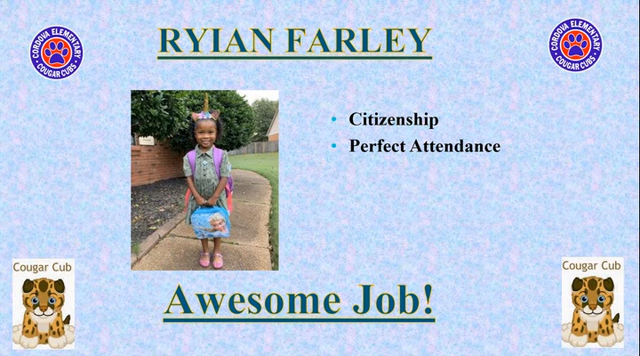 RYIAN FARLEY
CORDOVA ELEMENTARY
COUGAR CUBS
CORDOVA ELEMENTARY
COUGAR CUBS
• Citizenship
• Perfect Attendance
Cougar Cub
Cougar Cub
Awesome Job!